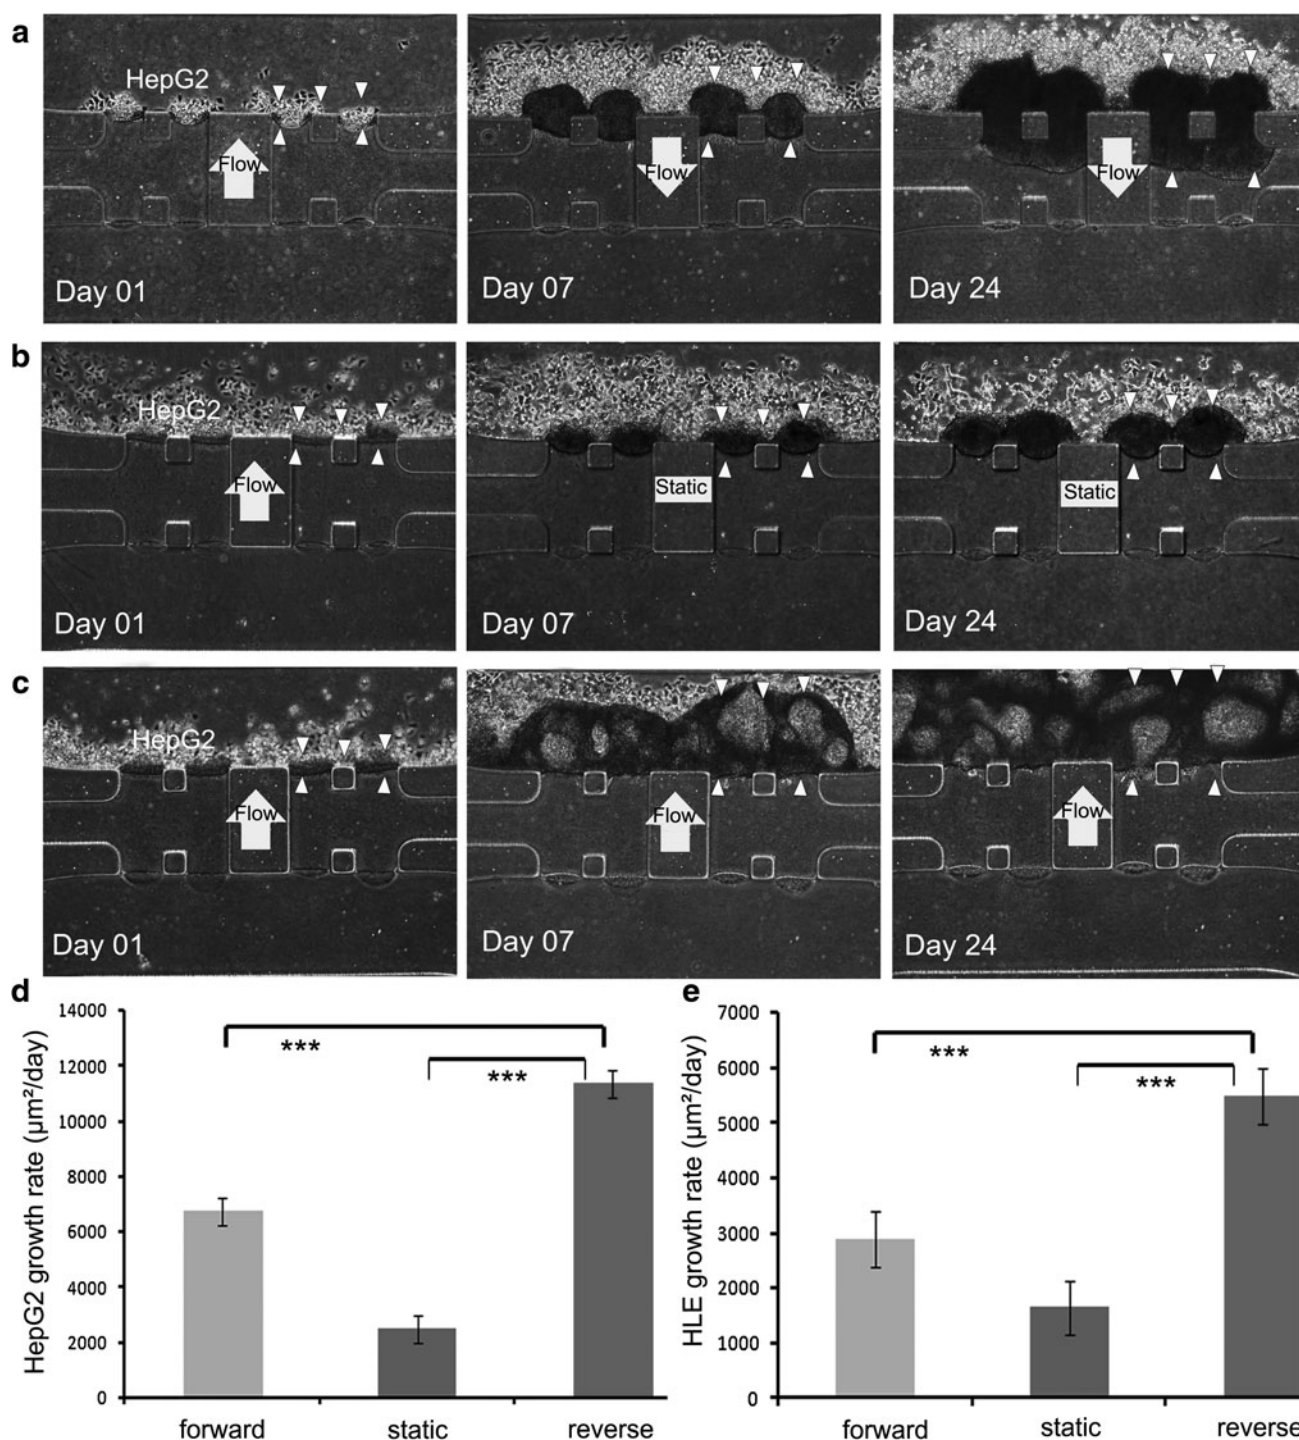 a
HepG2
Flow
Day 01
Flow
Day 07
Flow
Day 24
b
HepG2
Flow
Day 01
Static
Day 07
Static
Day 24
c
HepG2
Flow
Day 01
Flow
Day 07
Flow
Day 24
d
HepG2 growth rate (µm²/day)
14000
12000
10000
8000
6000
4000
2000
0
***
***
forward
static
reverse
e
HLE growth rate (µm²/day)
7000
6000
5000
4000
3000
2000
1000
0
***
***
forward
static
reverse